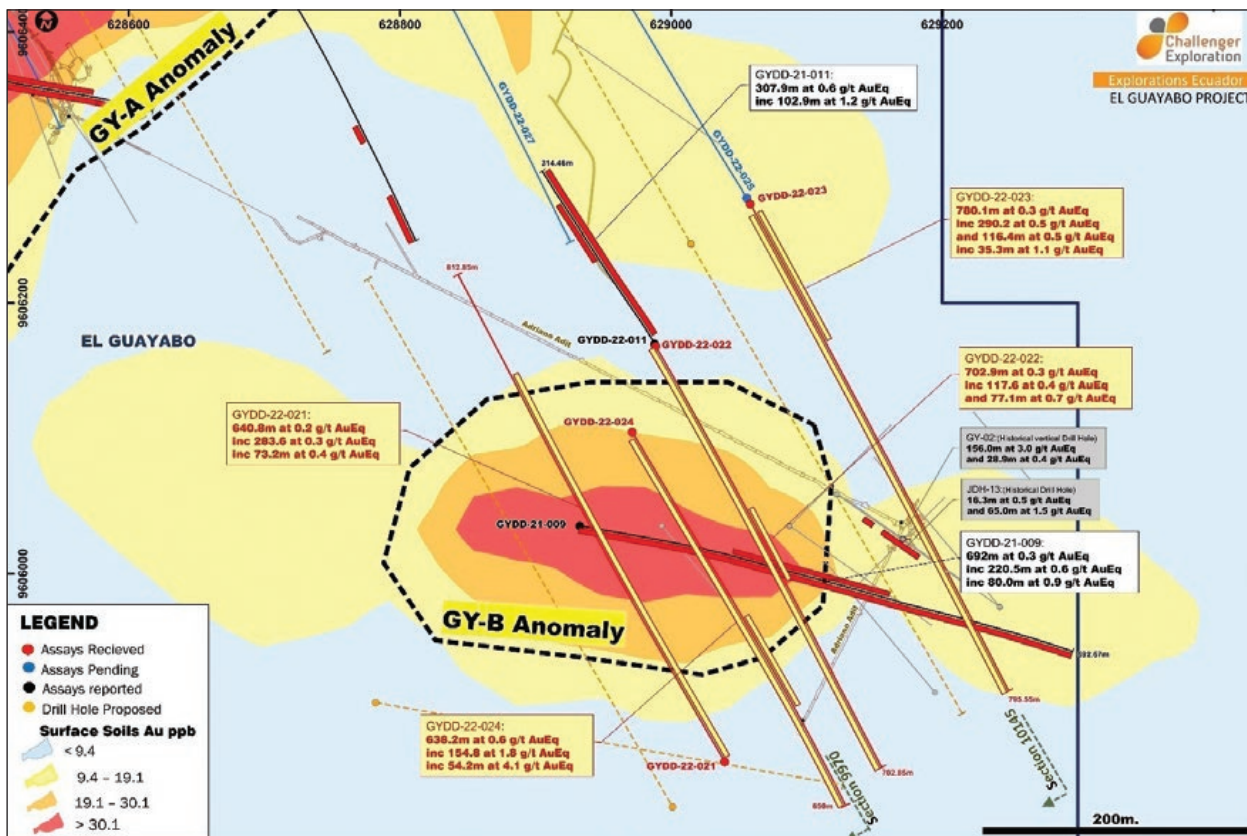 628600
628800
629000
629200
9606400
9606200
9606000
N
Challenger
Exploration
Explorations Ecuador
EL GUAYABO PROJECT
GY-A Anomaly
GYDD-22-027
GYDD-22-025
GYDD-22-023
GYDD-21-011:
307.9m at 0.6 g/t AuEq
inc 102.9m at 1.2 g/t AuEq
GYDD-22-023:
780.1m at 0.3 g/t AuEq
inc 290.2 at 0.5 g/t AuEq
and 116.4m at 0.5 g/t AuEq
inc 35.3m at 1.1 g/t AuEq
214.46m
812.85m
EL GUAYABO
Adriano Adit
GYDD-22-011
GYDD-22-022
GYDD-22-022:
702.9m at 0.3 g/t AuEq
inc 117.6 at 0.4 g/t AuEq
and 77.1m at 0.7 g/t AuEq
GYDD-22-021:
640.8m at 0.2 g/t AuEq
inc 283.6 at 0.3 g/t AuEq
inc 73.2m at 0.4 g/t AuEq
GYDD-22-024
GY-02:(Historical vertical Drill Hole)
156.0m at 3.0 g/t AuEq
and 28.9m at 0.4 g/t AuEq
JDH-13:(Historical Drill Hole)
16.3m at 0.5 g/t AuEq
and 65.0m at 1.5 g/t AuEq
GYDD-21-009
GYDD-21-009:
692m at 0.3 g/t AuEq
inc 220.5m at 0.6 g/t AuEq
inc 80.0m at 0.9 g/t AuEq
GY-B Anomaly
Adriano Adit
795.55m
GYDD-22-024:
638.2m at 0.6 g/t AuEq
inc 154.8 at 1.8 g/t AuEq
inc 54.2m at 4.1 g/t AuEq
GYDD-22-021
702.85m
650m
Section 9970
Section 10145
200m.
LEGEND
Assays Recieved
Assays Pending
Assays reported
Drill Hole Proposed
Surface Soils Au ppb
< 9.4
9.4 – 19.1
19.1 – 30.1
> 30.1